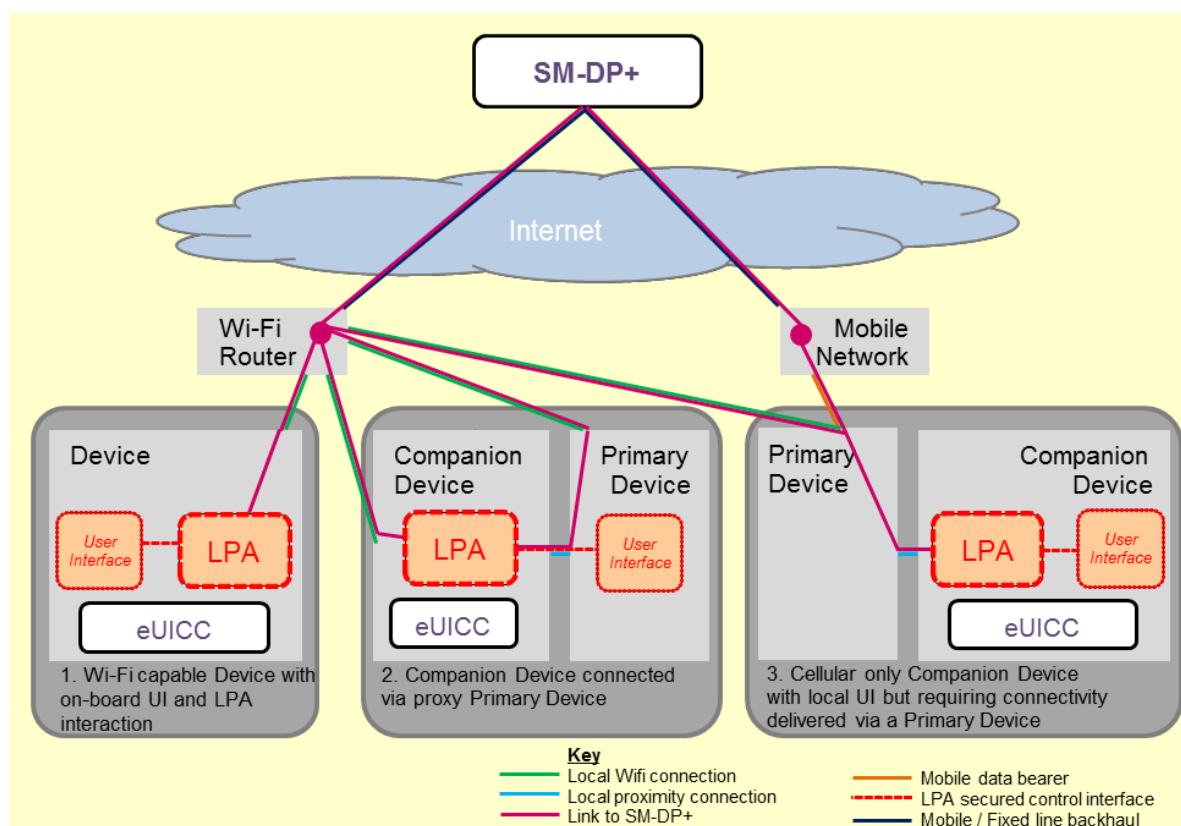 SM-DP+
Internet
Wi-Fi
Router
Mobile
Network
Device
User
Interface
LPA
eUICC
1. Wi-Fi capable Device with
on-board UI and LPA
interaction
Companion
Device
Primary
Device
LPA
User
Interface
eUICC
2. Companion Device connected
via proxy Primary Device
Primary
Device
Companion
Device
LPA
User
Interface
eUICC
3. Cellular only Companion Device
with local UI but requiring connectivity
delivered via a Primary Device
Key
Local Wifi connection
Local proximity connection
Link to SM-DP+
Mobile data bearer
LPA secured control interface
Mobile / Fixed line backhaul